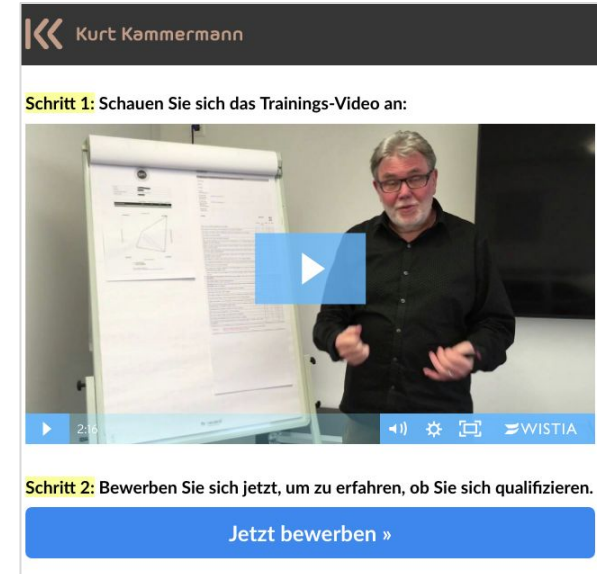 Kurt Kammermann
Schritt 1: Schauen Sie sich das Trainings-Video an:
2:16
WISTIA
Schritt 2: Bewerben Sie sich jetzt, um zu erfahren, ob Sie sich qualifizieren.
Jetzt bewerben »